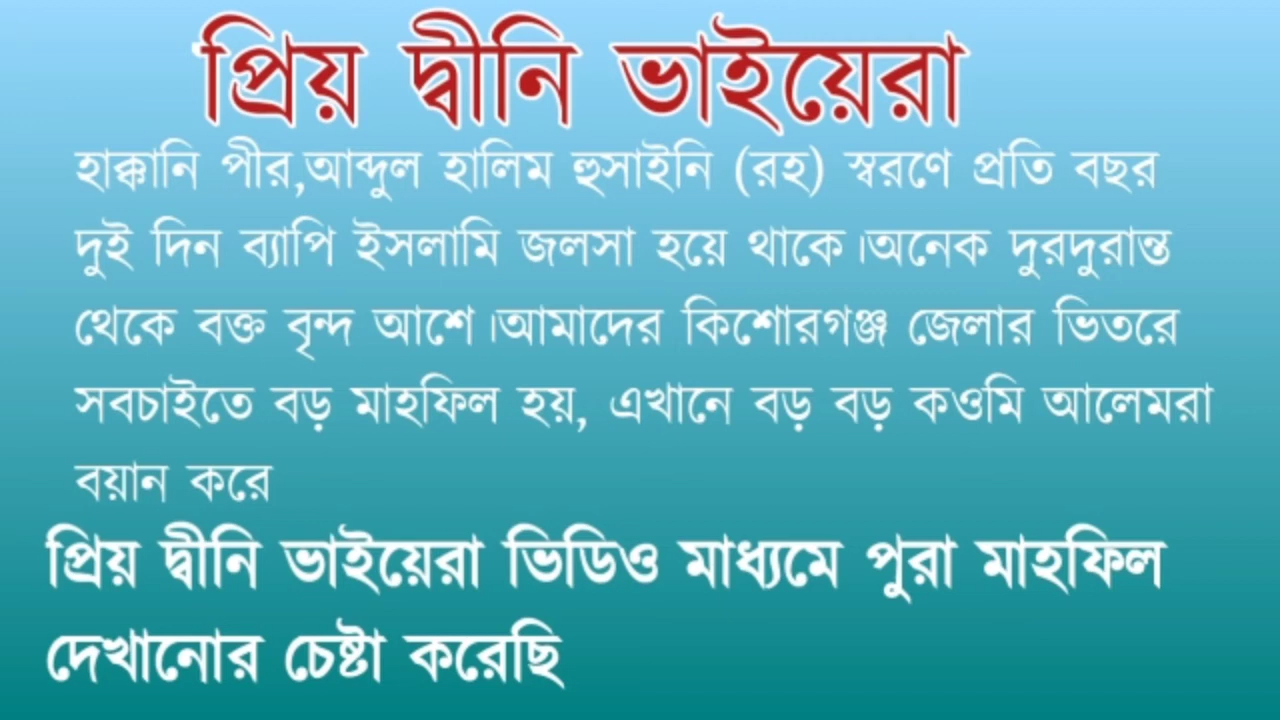 প্রিয় দ্বীনি ভাইয়েরা
হাক্কানি পীর,আব্দুল হালিম হুসাইনি (রহ) স্বরণে প্রতি বছর
দুই দিন ব্যাপি ইসলামি জলসা হয়ে থাকে।অনেক দুরদুরান্ত
থেকে বক্ত বৃন্দ আশে।আমাদের কিশোরগঞ্জ জেলার ভিতরে
সবচাইতে বড় মাহফিল হয়, এখানে বড় বড় কওমি আলেমরা
বয়ান করে
প্রিয় দ্বীনি ভাইয়েরা ভিডিও মাধ্যমে পুরা মাহফিল
দেখানোর চেষ্টা করেছি